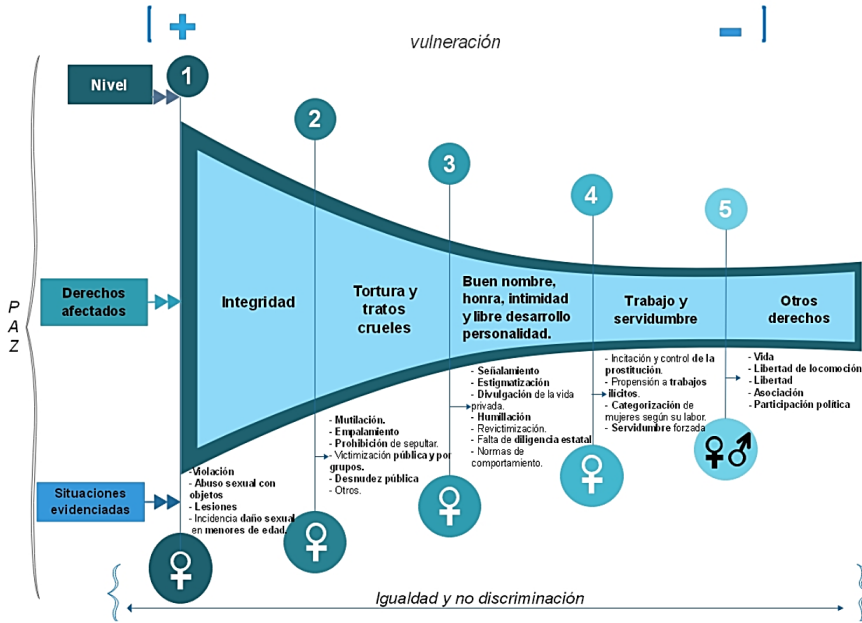 [ + - ]
vulneración
Nivel
1
2
3
4
5
PAZ
Derechos
afectados
Integridad
Tortura y
tratos
crueles
Buen nombre,
honra, intimidad
y libre desarrollo
personalidad.
Trabajo y
servidumbre
Otros
derechos
Situaciones
evidenciadas
-Violación
- Abuso sexual con
objetos
- Lesiones
- Incidencia daño sexual
en menores de edad.
- Mutilación.
- Empalamiento
- Prohibición de sepultar.
- Victimización pública y por
grupos.
- Desnudez pública
- Otros.
- Señalamiento
- Estigmatización
- Divulgación de la vida
privada.
- Humillación
- Revictimización.
- Falta de diligencia estatal
- Normas de
comportamiento.
- Incitación y control de la
prostitución.
- Propensión a trabajos
ilícitos.
- Categorización de
mujeres según su labor.
- Servidumbre forzada
- Vida
- Libertad de locomoción
- Libertad
- Asociación
- Participación política
Igualdad y no discriminación